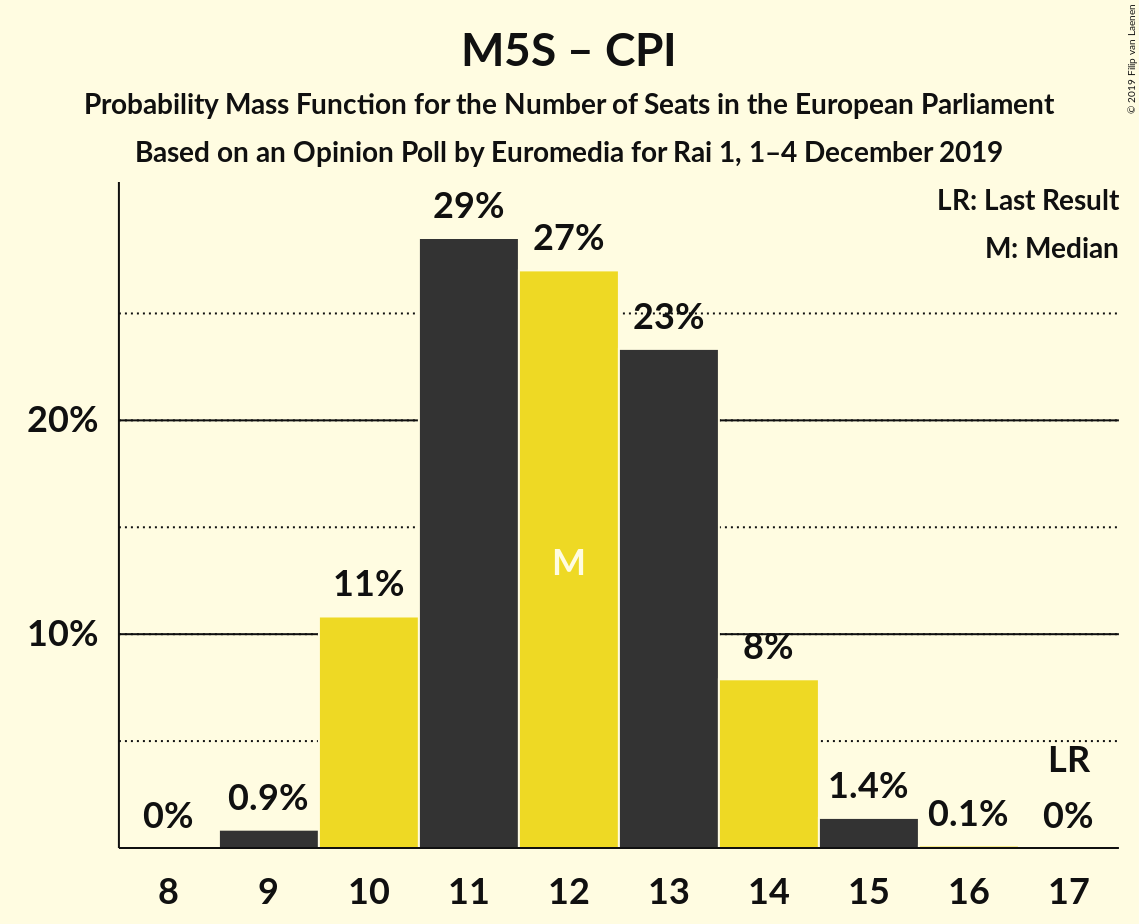 M5S – CPI
Probability Mass Function for the Number of Seats in the European Parliament
Based on an Opinion Poll by Euromedia for Rai 1, 1–4 December 2019
© 2019 Filip van Laenen
LR: Last Result
M: Median
29%
27%
23%
20%
M
11%
10%
8%
LR
0%
0.9%
1.4%
0.1%
0%
8 9 10 11 12 13 14 15 16 17